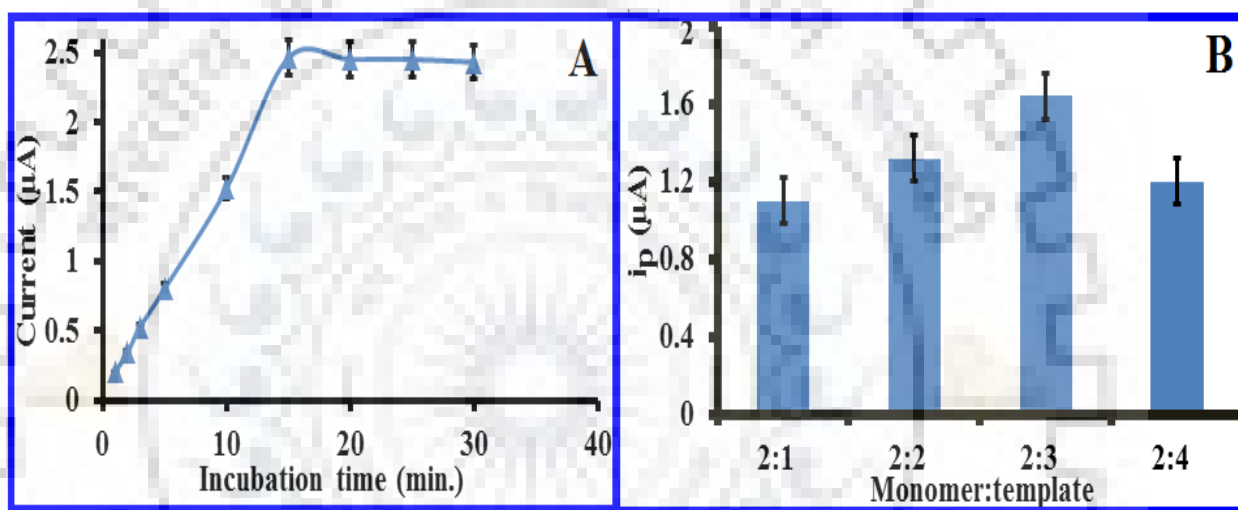 A
Current (µA)
2.5
2
1.5
1
0.5
0
0 10 20 30 40
Incubation time (min.)
B
ip (µA)
2
1.6
1.2
0.8
0.4
0
2:1 2:2 2:3 2:4
Monomer:template